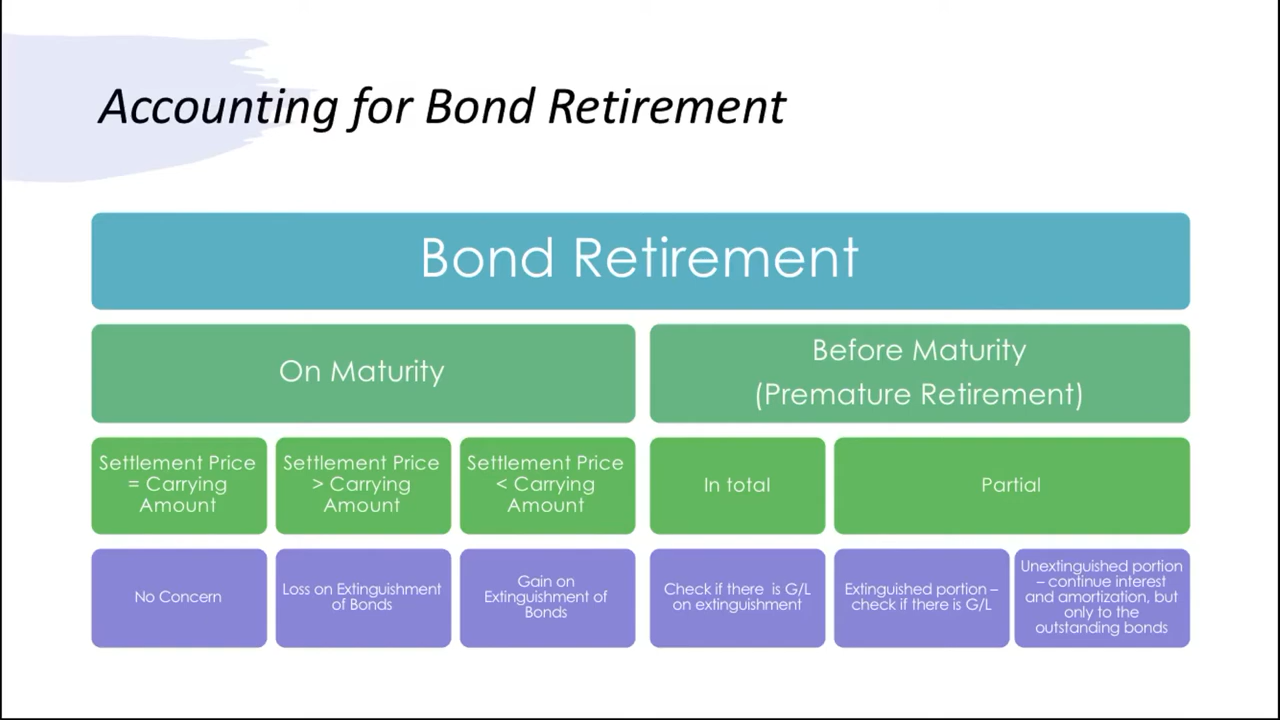 Accounting for Bond Retirement
Bond Retirement
On Maturity
Before Maturity
(Premature Retirement)
Settlement Price
= Carrying
Amount
Settlement Price
> Carrying
Amount
Settlement Price
< Carrying
Amount
In total
Partial
No Concern
Loss on Extinguishment
of Bonds
Gain on
Extinguishment of
Bonds
Check if there is G/L
on extinguishment
Extinguished portion –
check if there is G/L
Unextinguished portion
– continue interest
and amortization, but
only to the
outstanding bonds